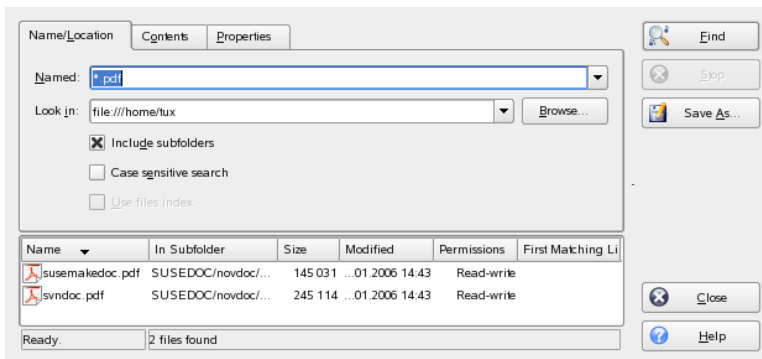 Name/Location Contents Properties
Find
Named: *.pdf
Stop
Look in: file:///home/tux Browse...
Save As...
Include subfolders
Case sensitive search
Use files index
Name In Subfolder Size Modified Permissions First Matching Li
susemakedoc.pdf SUSEDOC/novdoc/... 145 031 ...01.2006 14:43 Read-write
svndoc.pdf SUSEDOC/novdoc/... 245 114 ...01.2006 14:43 Read-write
Close
Ready. 2 files found
Help